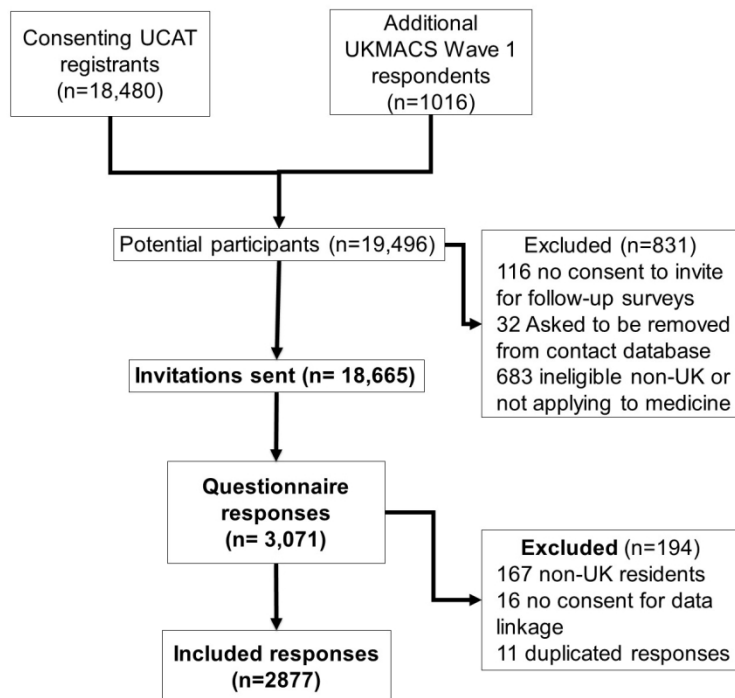 Consenting UCAT
registrants
(n=18,480)
Additional
UKMACS Wave 1
respondents
(n=1016)
Potential participants (n=19,496)
Excluded (n=831)
116 no consent to invite
for follow-up surveys
32 Asked to be removed
from contact database
683 ineligible non-UK or
not applying to medicine
Invitations sent (n= 18,665)
Questionnaire
responses
(n= 3,071)
Excluded (n=194)
167 non-UK residents
16 no consent for data
linkage
11 duplicated responses
Included responses
(n=2877)